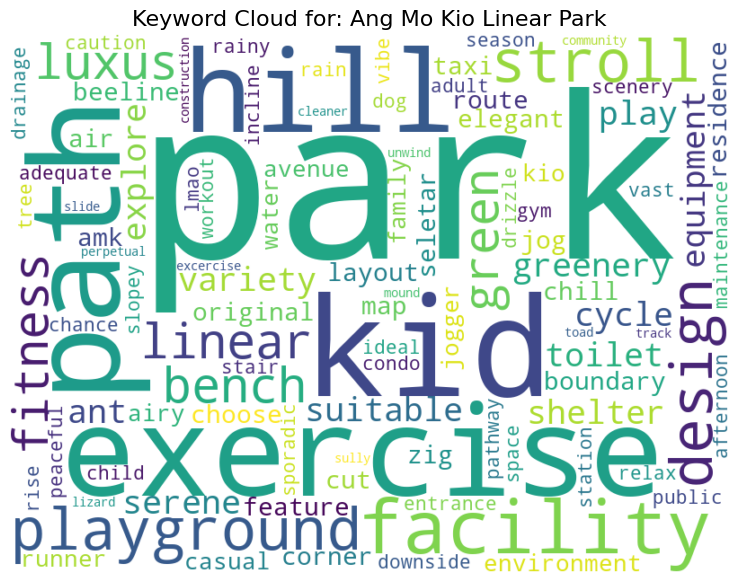 Keyword Cloud for: Ang Mo Kio Linear Park
caution
rainy
season
community
luxus
hill
vibe
stroll
drainage
beeline
construction
rain
taxi
adult
scenery
incline
cleaner
dog
route
residence
path
air
explore
park
elegant
play
equipment
adequate
lmao
workout
avenue
unwind
family
kio
vast
tree
slide
water
green
drizzle
gym
amk
seletar
jog
perpetual
excercise
greenery
maintenance
slopey
variety
layout
chill
fitness
chance
original
map
mound
kid
cycle
design
linear
jogger
toad
track
stair
ideal
condo
toilet
bench
boundary
ant
airy
choose
suitable
shelter
afternoon
peaceful
exercise
sporadic
zig
pathway
space
station
rise
child
cut
sully
relax
lizard
serene
feature
entrance
public
playground
facility
runner
casual
corner
downside
environment